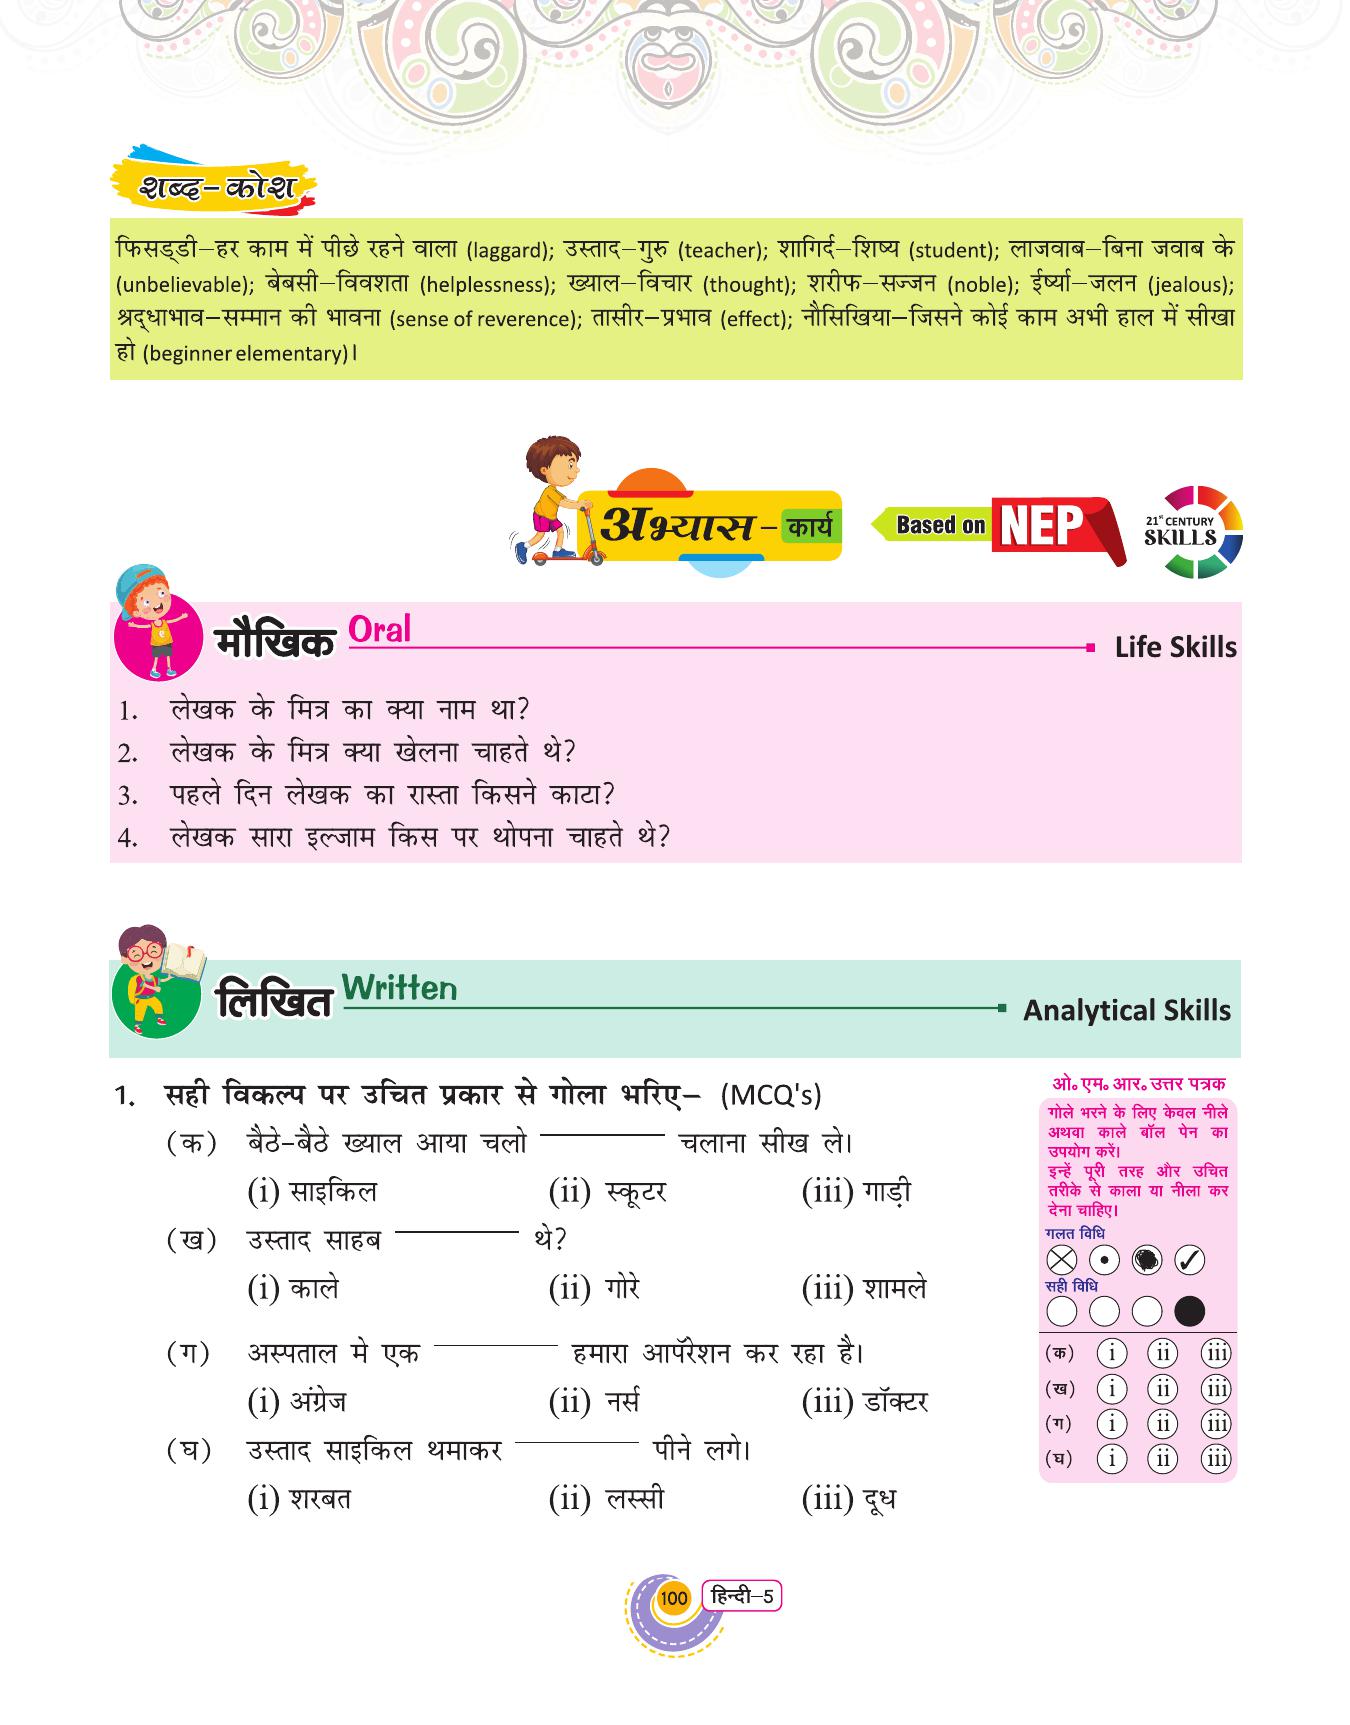 शब्द-कोश
फिसड्डी–हर काम में पीछे रहने वाला (laggard); उस्ताद–गुरु (teacher); शागिर्द–शिष्य (student); लाजवाब–बिना जवाब के
(unbelievable); बेबसी–विवशता (helplessness); ख्याल–विचार (thought); शरीफ–सज्जन (noble); ईर्ष्या–जलन (jealous);
श्रद्धाभाव–सम्मान की भावना (sense of reverence); तासीर–प्रभाव (effect); नौसिखिया–जिसने कोई काम अभी हाल में सीखा
हो (beginner elementary)।
अभ्यास – कार्य
Based on NEP
21st CENTURY
SKILLS
मौखिक Oral
Life Skills
1. लेखक के मित्र का क्या नाम था?
2. लेखक के मित्र क्या खेलना चाहते थे?
3. पहले दिन लेखक का रास्ता किसने काटा?
4. लेखक सारा इल्जाम किस पर थोपना चाहते थे?
लिखित Written
Analytical Skills
1. सही विकल्प पर उचित प्रकार से गोला भरिए– (MCQ's)
(क) बैठे-बैठे ख्याल आया चलो ________ चलाना सीख ले।
(i) साइकिल (ii) स्कूटर (iii) गाड़ी
(ख) उस्ताद साहब ________ थे?
(i) काले (ii) गोरे (iii) शामले
(ग) अस्पताल मे एक ________ हमारा आपॅरेशन कर रहा है।
(i) अंग्रेज (ii) नर्स (iii) डॉक्टर
(घ) उस्ताद साइकिल थमाकर ________ पीने लगे।
(i) शरबत (ii) लस्सी (iii) दूध
ओ॰ एम॰ आर॰ उत्तर पत्रक
गोले भरने के लिए केवल नीले
अथवा काले बॉल पेन का
उपयोग करें।
इन्हें पूरी तरह और उचित
तरीके से काला या नीला कर
देना चाहिए।
गलत विधि
सही विधि
(क) i ii iii
(ख) i ii iii
(ग) i ii iii
(घ) i ii iii
100 हिन्दी–5